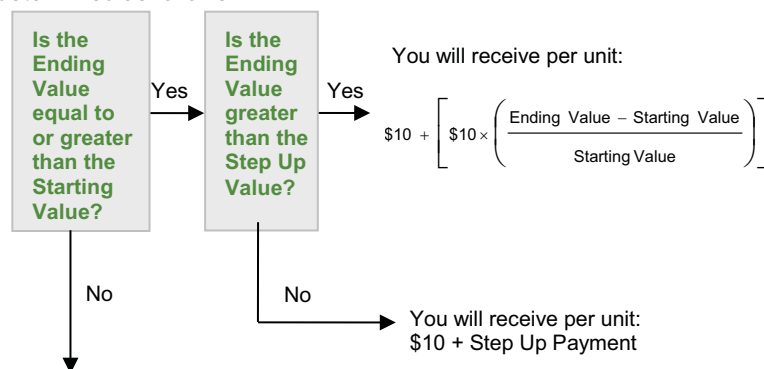 Is the
Ending
Value
equal to
or greater
than the
Starting
Value?
Yes
Is the
Ending
Value
greater
than the
Step Up
Value?
Yes
You will receive per unit:
$10 + [ $10 × ( Ending Value – Starting Value
Starting Value ) ]
No
No
You will receive per unit:
$10 + Step Up Payment